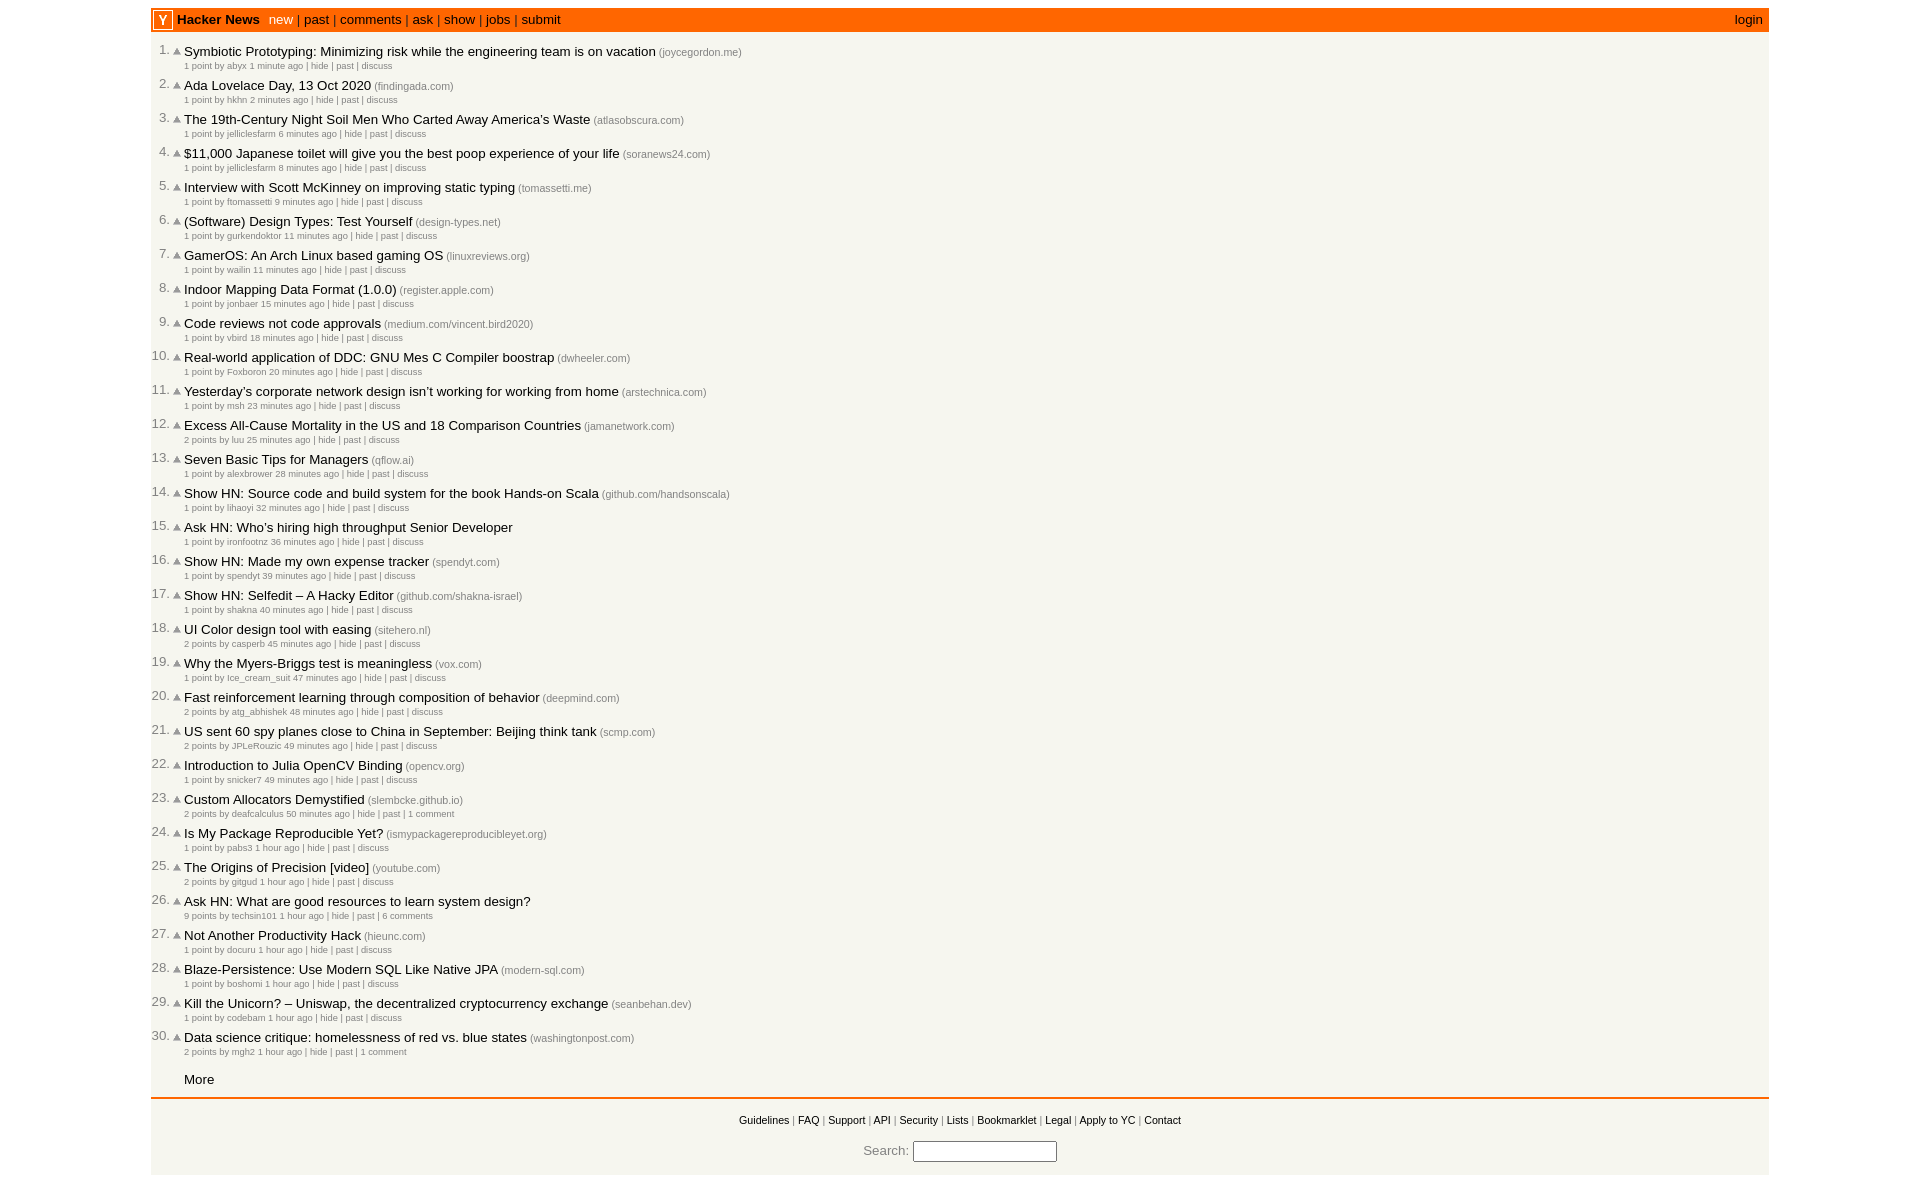 Y Hacker News new | past | comments | ask | show | jobs | submit login
1. Symbiotic Prototyping: Minimizing risk while the engineering team is on vacation (joycegordon.me)
1 point by abyx 1 minute ago | hide | past | discuss
2. Ada Lovelace Day, 13 Oct 2020 (findingada.com)
1 point by hkhn 2 minutes ago | hide | past | discuss
3. The 19th-Century Night Soil Men Who Carted Away America's Waste (atlasobscura.com)
1 point by jelliclesfarm 6 minutes ago | hide | past | discuss
4. $11,000 Japanese toilet will give you the best poop experience of your life (soranews24.com)
1 point by jelliclesfarm 8 minutes ago | hide | past | discuss
5. Interview with Scott McKinney on improving static typing (tomassetti.me)
1 point by ftomassetti 9 minutes ago | hide | past | discuss
6. (Software) Design Types: Test Yourself (design-types.net)
1 point by gurkendoktor 11 minutes ago | hide | past | discuss
7. GamerOS: An Arch Linux based gaming OS (linuxreviews.org)
1 point by wailin 11 minutes ago | hide | past | discuss
8. Indoor Mapping Data Format (1.0.0) (register.apple.com)
1 point by jonbaer 15 minutes ago | hide | past | discuss
9. Code reviews not code approvals (medium.com/vincent.bird2020)
1 point by vbird 18 minutes ago | hide | past | discuss
10. Real-world application of DDC: GNU Mes C Compiler boostrap (dwheeler.com)
1 point by Foxboron 20 minutes ago | hide | past | discuss
11. Yesterday's corporate network design isn't working for working from home (arstechnica.com)
1 point by msh 23 minutes ago | hide | past | discuss
12. Excess All-Cause Mortality in the US and 18 Comparison Countries (jamanetwork.com)
2 points by luu 25 minutes ago | hide | past | discuss
13. Seven Basic Tips for Managers (qflow.ai)
1 point by alexbrower 28 minutes ago | hide | past | discuss
14. Show HN: Source code and build system for the book Hands-on Scala (github.com/handsonscala)
1 point by lihaoyi 32 minutes ago | hide | past | discuss
15. Ask HN: Who's hiring high throughput Senior Developer
1 point by ironfootnz 36 minutes ago | hide | past | discuss
16. Show HN: Made my own expense tracker (spendyt.com)
1 point by spendyt 39 minutes ago | hide | past | discuss
17. Show HN: Selfedit – A Hacky Editor (github.com/shakna-israel)
1 point by shakna 40 minutes ago | hide | past | discuss
18. UI Color design tool with easing (sitehero.nl)
2 points by casperb 45 minutes ago | hide | past | discuss
19. Why the Myers-Briggs test is meaningless (vox.com)
1 point by Ice_cream_suit 47 minutes ago | hide | past | discuss
20. Fast reinforcement learning through composition of behavior (deepmind.com)
2 points by atg_abhishek 48 minutes ago | hide | past | discuss
21. US sent 60 spy planes close to China in September: Beijing think tank (scmp.com)
2 points by JPLeRouzic 49 minutes ago | hide | past | discuss
22. Introduction to Julia OpenCV Binding (opencv.org)
1 point by snicker7 49 minutes ago | hide | past | discuss
23. Custom Allocators Demystified (slembcke.github.io)
2 points by deafcalculus 50 minutes ago | hide | past | 1 comment
24. Is My Package Reproducible Yet? (ismypackagereproducibleyet.org)
1 point by pabs3 1 hour ago | hide | past | discuss
25. The Origins of Precision [video] (youtube.com)
2 points by gitgud 1 hour ago | hide | past | discuss
26. Ask HN: What are good resources to learn system design?
9 points by techsin101 1 hour ago | hide | past | 6 comments
27. Not Another Productivity Hack (hieunc.com)
1 point by docuru 1 hour ago | hide | past | discuss
28. Blaze-Persistence: Use Modern SQL Like Native JPA (modern-sql.com)
1 point by boshomi 1 hour ago | hide | past | discuss
29. Kill the Unicorn? – Uniswap, the decentralized cryptocurrency exchange (seanbehan.dev)
1 point by codebam 1 hour ago | hide | past | discuss
30. Data science critique: homelessness of red vs. blue states (washingtonpost.com)
2 points by mgh2 1 hour ago | hide | past | 1 comment
More
Guidelines | FAQ | Support | API | Security | Lists | Bookmarklet | Legal | Apply to YC | Contact
Search: